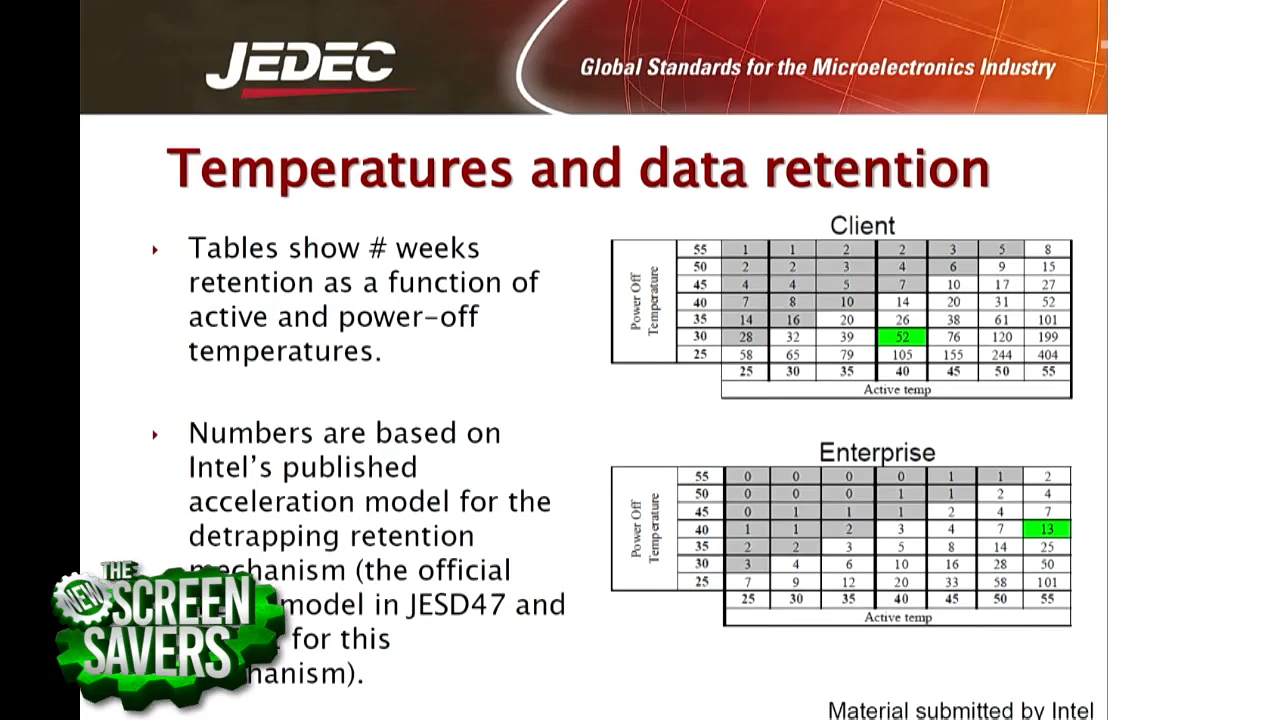 JEDEC
Global Standards for the Microelectronics Industry
Temperatures and data retention
Tables show # weeks
retention as a function of
active and power-off
temperatures.
Numbers are based on
Intel's published
acceleration model for the
detrapping retention
(the official
model in JESD47 and
for this
Client
Power Off
Temperature
55 1 1 2 2 3 5 8
50 2 2 3 4 6 9 15
45 4 4 5 7 10 17 27
40 7 8 10 14 20 31 52
35 14 16 20 26 38 61 101
30 28 32 39 52 76 120 199
25 58 65 79 105 155 244 404
25 30 35 40 45 50 55
Active temp
Enterprise
Power Off
Temperature
55 0 0 0 0 1 1 2
50 0 0 0 1 1 2 4
45 0 1 1 1 2 4 7
40 1 1 2 3 4 7 13
35 2 2 3 5 8 14 25
30 3 4 6 10 16 28 50
25 7 9 12 20 33 58 101
25 30 35 40 45 50 55
Active temp
Material submitted by Intel
THE
NEW
SCREEN
SAVERS